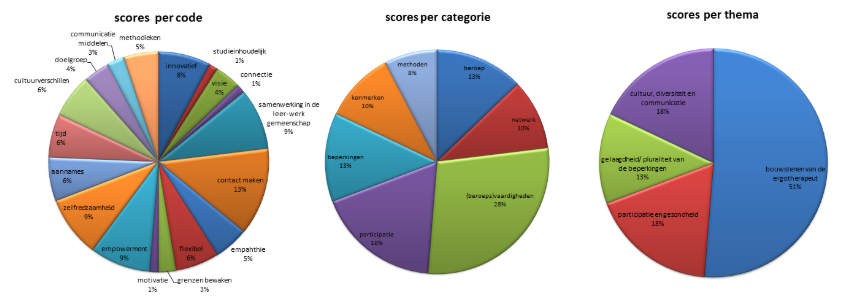 scores per code
communicatie
middelen
3%
methodieken
5%
studieinhoudelijk
1%
doelgroep
4%
innovatief
8%
visie
4%
connectie
1%
cultuurverschillen
6%
samenwerking in de
leer-werk
gemeenschap
9%
tijd
6%
contact maken
13%
aannames
6%
zelfredzaamheid
9%
empowerment
9%
flexibel
6%
empahthie
5%
motivatie
1%
grenzen bewaken
3%
scores per categorie
methoden
8%
beroep
13%
kenmerken
10%
netwerk
10%
beperkingen
13%
(beroeps)vaardigheden
28%
participatie
18%
scores per thema
cultuur, diversiteit en
communicatie
18%
gelaagdheid/ pluraliteit van
de beperkingen
13%
bouwstenen van de
ergotherapeut
51%
participatie en gezondheid
18%